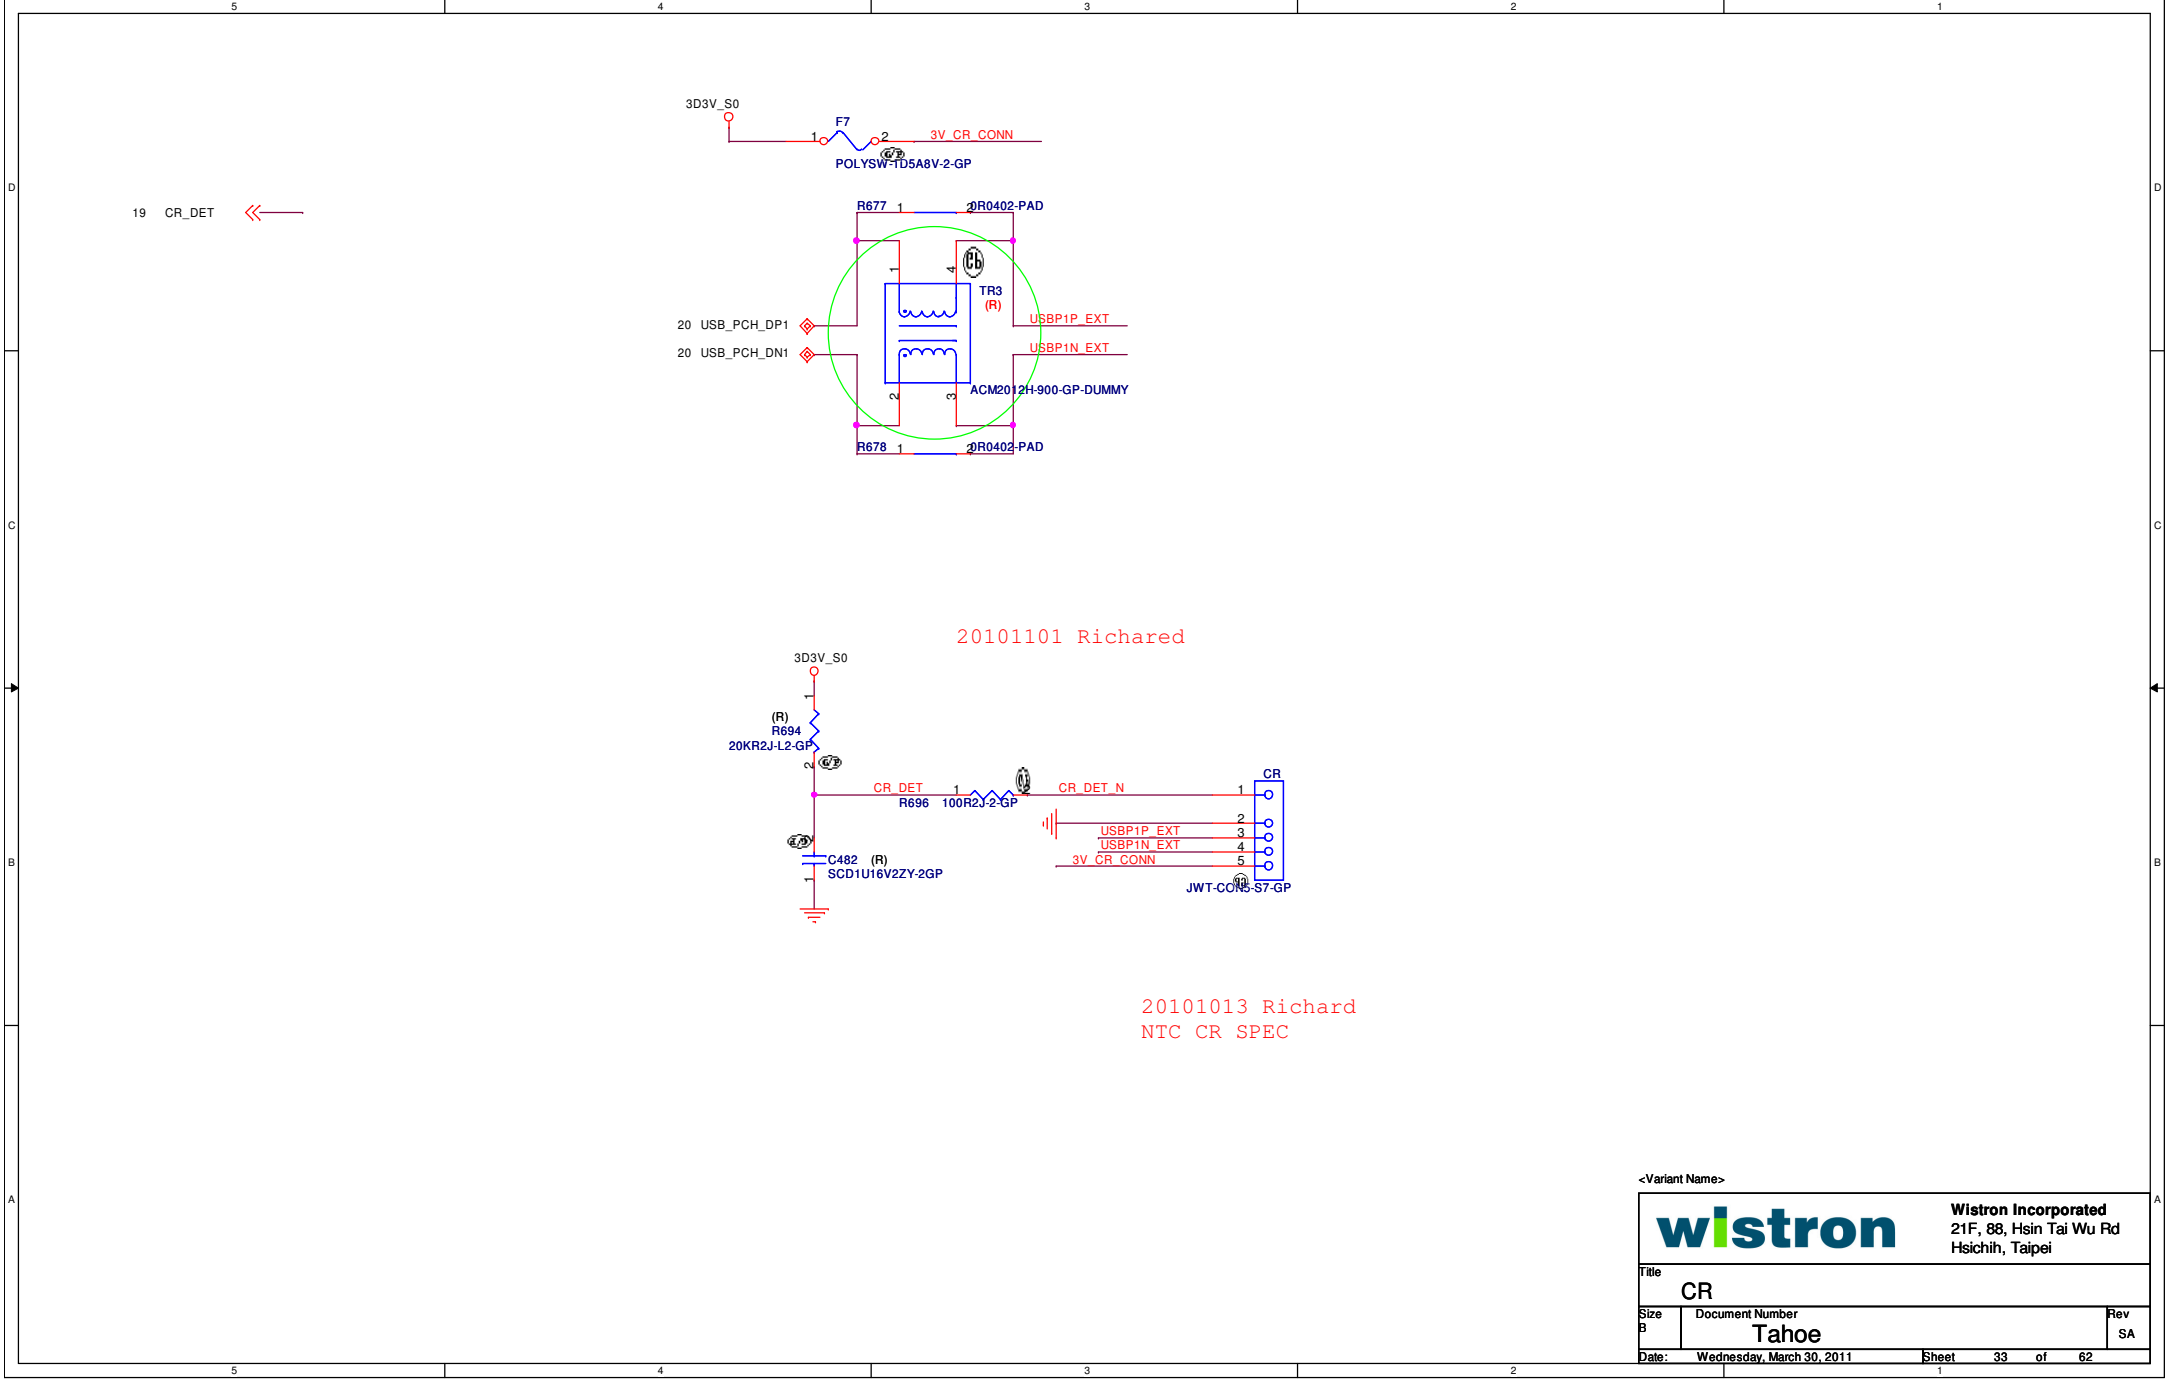 5 4 3 2 1
3D3V_S0
F7
1 2 3V_CR_CONN
G/P
POLYSW-1D5A8V-2-GP
D D
19 CR_DET
R677 1 2 0R0402-PAD
1 4
TR3
(R)
20 USB_PCH_DP1 USBP1P_EXT
20 USB_PCH_DN1 USBP1N_EXT
2 3 ACM2012H-900-GP-DUMMY
R678 1 2 0R0402-PAD
C C
20101101 Richared
3D3V_S0
1
(R)
R694
20KR2J-L2-GP
2 G/P
CR
CR_DET 1 2 CR_DET_N 1
R696 100R2J-2-GP
2
USBP1P_EXT 3
USBP1N_EXT 4
3V_CR_CONN 5
2
B B
C482 (R)
SCD1U16V2ZY-2GP
1
JWT-CON5-S7-GP
20101013 Richard
NTC CR SPEC
<Variant Name>
A A
wistron
Wistron Incorporated
21F, 88, Hsin Tai Wu Rd
Hsichih, Taipei
Title
CR
Size Document Number Rev
B Tahoe SA
Date: Wednesday, March 30, 2011 Sheet 33 of 62
5 4 3 2 1